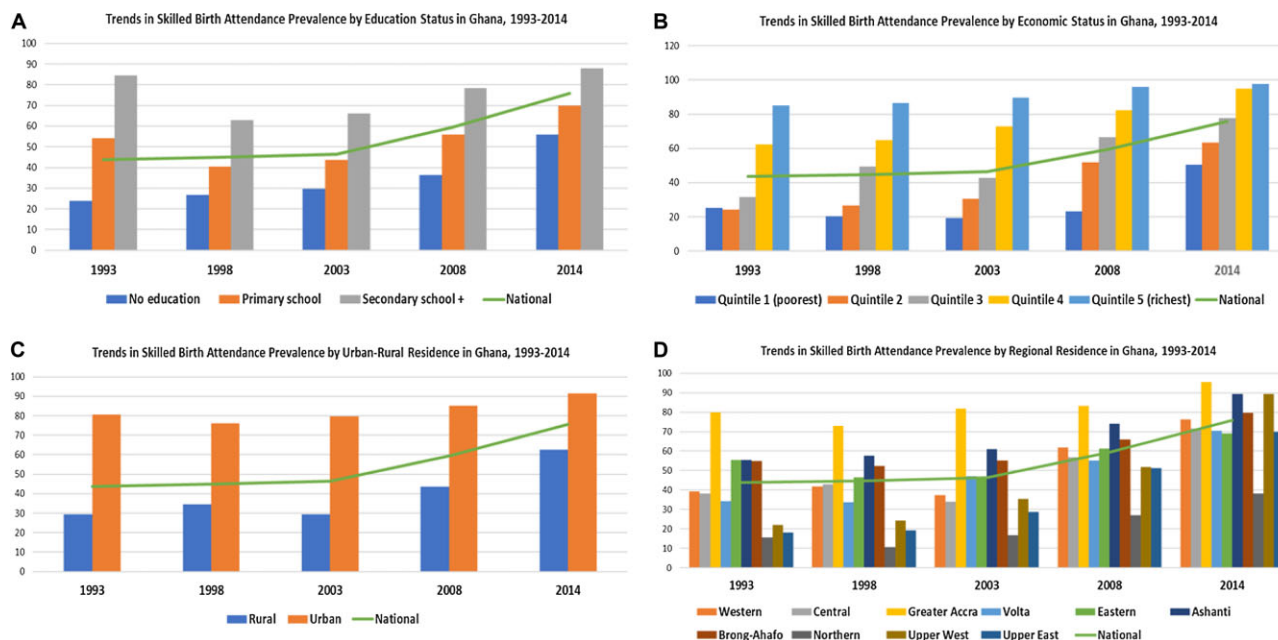 A
Trends in Skilled Birth Attendance Prevalence by Education Status in Ghana, 1993-2014
100
90
80
70
60
50
40
30
20
10
0
1993 1998 2003 2008 2014
No education Primary school Secondary school + National
B
Trends in Skilled Birth Attendance Prevalence by Economic Status in Ghana, 1993-2014
120
100
80
60
40
20
0
1993 1998 2003 2008 2014
Quintile 1 (poorest) Quintile 2 Quintile 3 Quintile 4 Quintile 5 (richest) National
C
Trends in Skilled Birth Attendance Prevalence by Urban-Rural Residence in Ghana, 1993-2014
100
90
80
70
60
50
40
30
20
10
0
1993 1998 2003 2008 2014
Rural Urban National
D
Trends in Skilled Birth Attendance Prevalence by Regional Residence in Ghana, 1993-2014
100
90
80
70
60
50
40
30
20
10
0
1993 1998 2003 2008 2014
Western Central Greater Accra Volta Eastern Ashanti
Brong-Ahafo Northern Upper West Upper East National